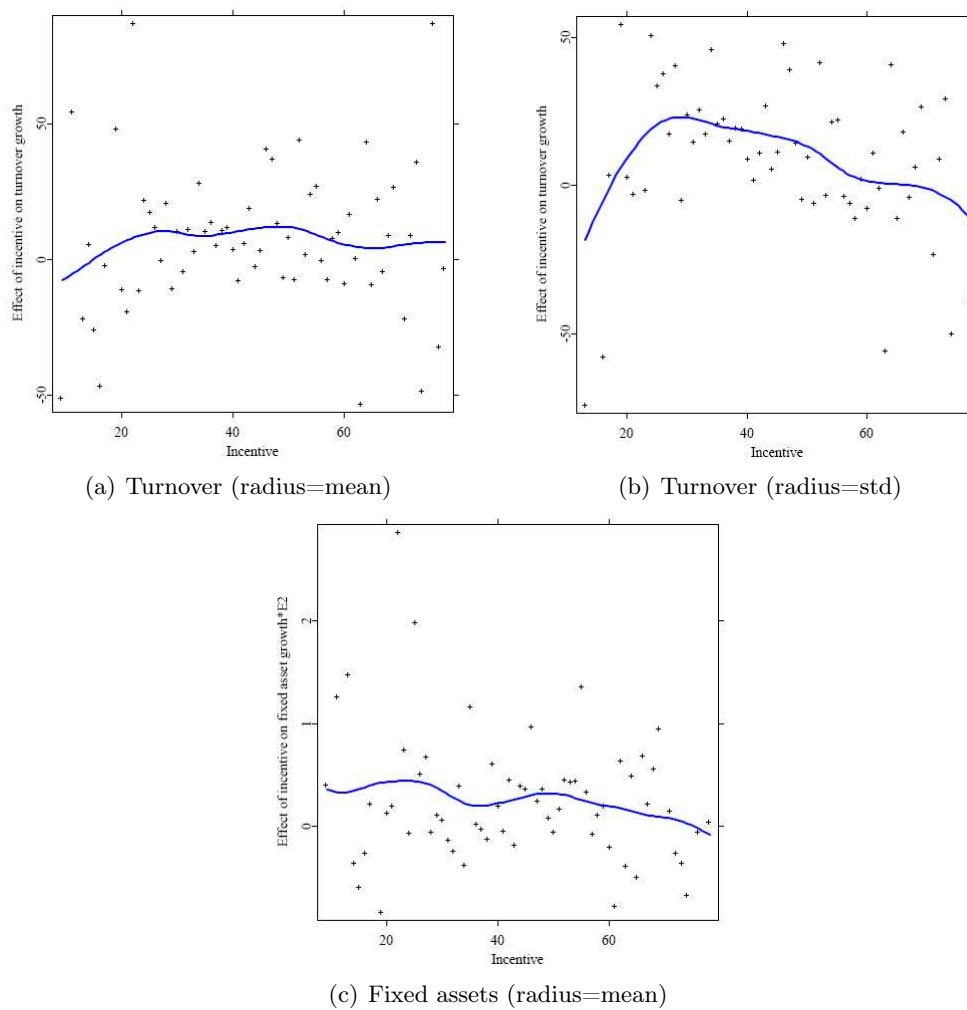 Effect of incentive on turnover growth
50
0
-50
20
40
60
Incentive
(a) Turnover (radius=mean)
Effect of incentive on turnover growth
50
0
-50
20
40
60
Incentive
(b) Turnover (radius=std)
Effect of incentive on fixed asset growth*E2
2
1
0
20
40
60
Incentive
(c) Fixed assets (radius=mean)